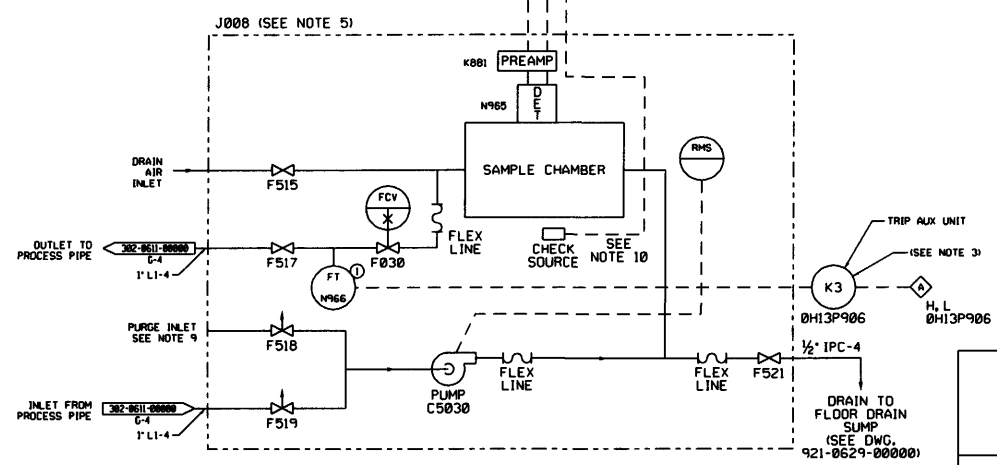 J008 (SEE NOTE 5)
K881
PREAMP
N965
DET
SAMPLE CHAMBER
RMS
DRAIN
AIR
INLET
F515
FCV
FLEX
LINE
OUTLET TO
PROCESS PIPE
302-0611-00000
G-4
1" L1-4
F517
F030
FT
N966
1
CHECK
SOURCE
SEE
NOTE 10
TRIP AUX UNIT
(SEE NOTE 3)
K3
0H13P906
A
H, L
0H13P906
PURGE INLET
SEE NOTE 9
F518
PUMP
C5030
FLEX
LINE
FLEX
LINE
F521
½" IPC-4
INLET FROM
PROCESS PIPE
302-0611-00000
G-4
1" L1-4
F519
DRAIN TO
FLOOR DRAIN
SUMP
(SEE DWG.
921-0629-00000)